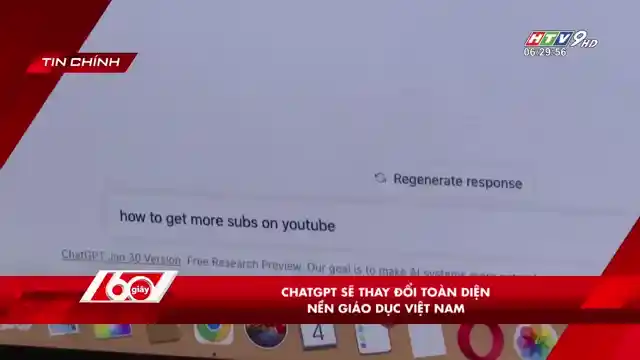 HTV9HD
06:29:56
TIN CHÍNH
Regenerate response
how to get more subs on youtube
ChatGPT Jan 30 Version. Free Research Preview. Our goal is to make AI systems more
60 giây
CHATGPT SẼ THAY ĐỔI TOÀN DIỆN
NỀN GIÁO DỤC VIỆT NAM
4